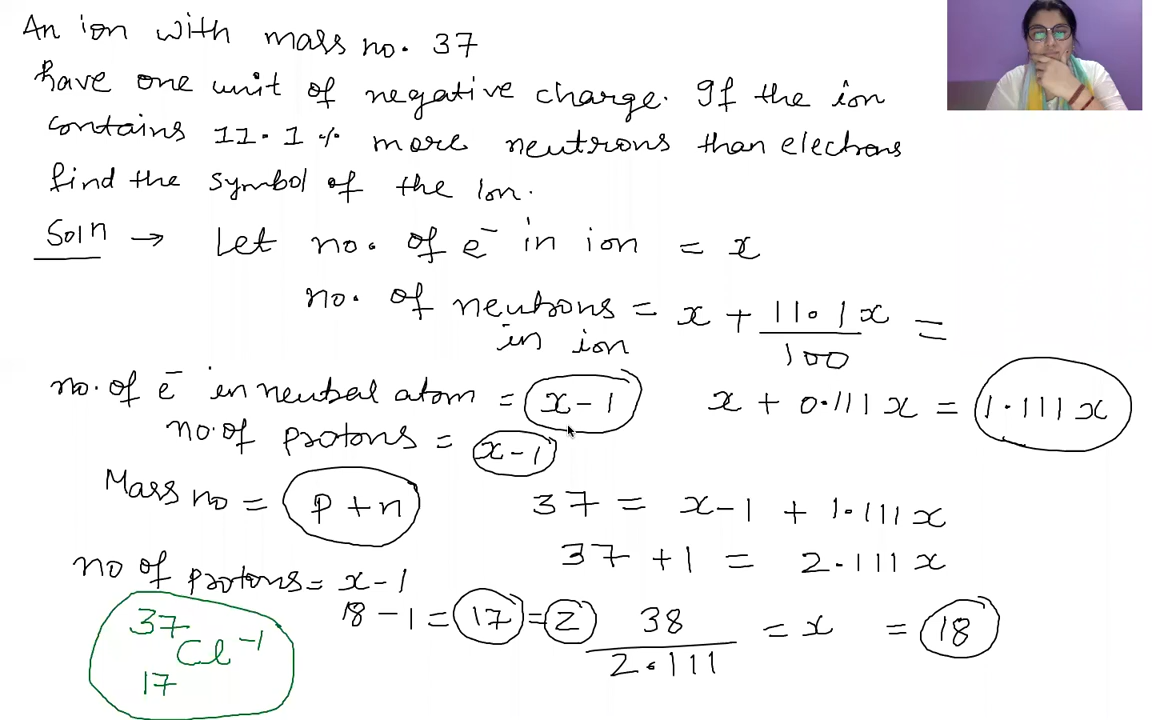 An ion with mass no. 37
have one unit of negative charge. If the ion
contains 11.1% more neutrons than electrons
find the symbol of the Ion.
Soln → Let no. of e⁻ in ion = x
no. of neutrons in ion = x + 11.1x/100 =
x + 0.111x = 1.111x
no. of e⁻ in neutral atom = x-1
no. of protons = x-1
Mass no = p+n
37 = x-1 + 1.111x
37 + 1 = 2.111x
no of protons = x-1
18-1 = 17 = Z
38/2.111 = x = 18
37
Cl⁻¹
17